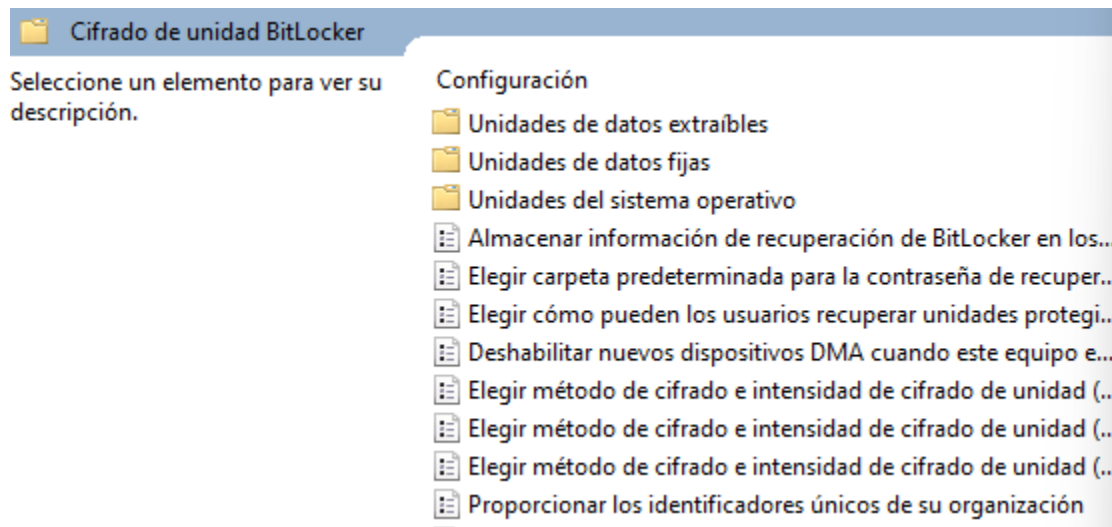 Cifrado de unidad BitLocker
Seleccione un elemento para ver su
descripción.
Configuración
Unidades de datos extraíbles
Unidades de datos fijas
Unidades del sistema operativo
Almacenar información de recuperación de BitLocker en los...
Elegir carpeta predeterminada para la contraseña de recuper...
Elegir cómo pueden los usuarios recuperar unidades protegi...
Deshabilitar nuevos dispositivos DMA cuando este equipo e...
Elegir método de cifrado e intensidad de cifrado de unidad (...
Elegir método de cifrado e intensidad de cifrado de unidad (...
Elegir método de cifrado e intensidad de cifrado de unidad (...
Proporcionar los identificadores únicos de su organización